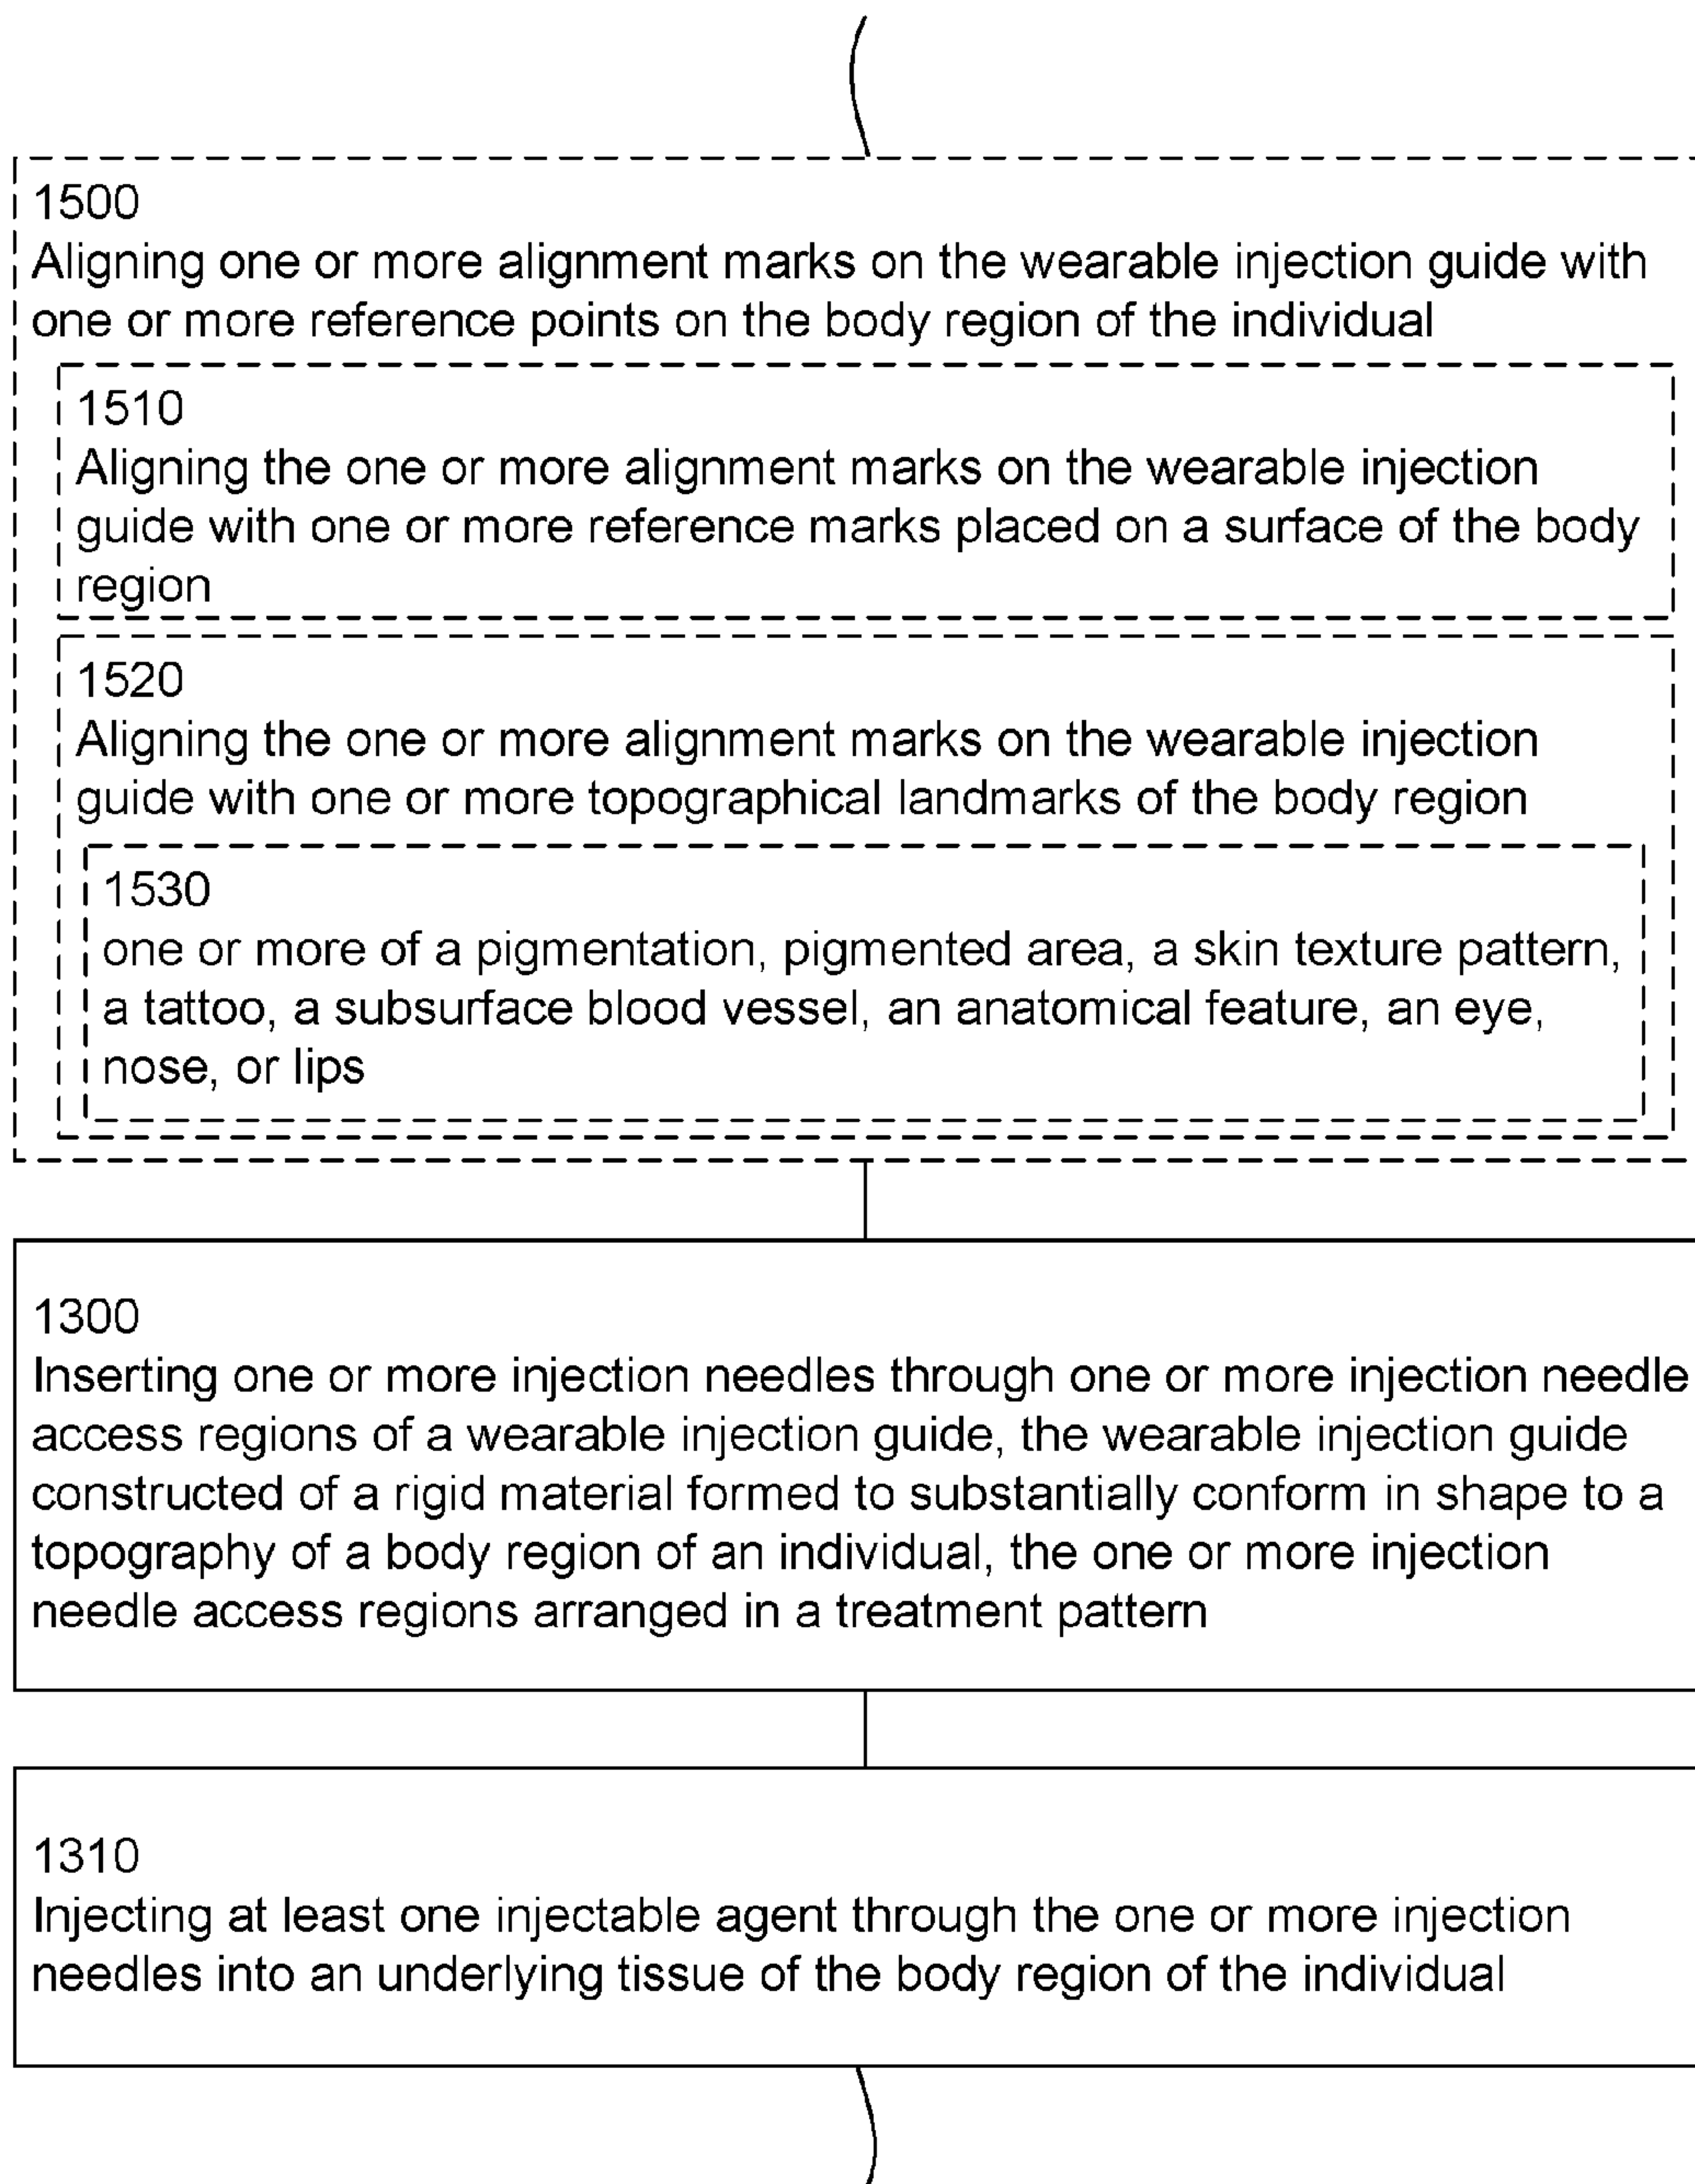 1500
Aligning one or more alignment marks on the wearable injection guide with
one or more reference points on the body region of the individual
1510
Aligning the one or more alignment marks on the wearable injection
guide with one or more reference marks placed on a surface of the body
region
1520
Aligning the one or more alignment marks on the wearable injection
guide with one or more topographical landmarks of the body region
1530
one or more of a pigmentation, pigmented area, a skin texture pattern,
a tattoo, a subsurface blood vessel, an anatomical feature, an eye,
nose, or lips
1300
Inserting one or more injection needles through one or more injection needle
access regions of a wearable injection guide, the wearable injection guide
constructed of a rigid material formed to substantially conform in shape to a
topography of a body region of an individual, the one or more injection
needle access regions arranged in a treatment pattern
1310
Injecting at least one injectable agent through the one or more injection
needles into an underlying tissue of the body region of the individual